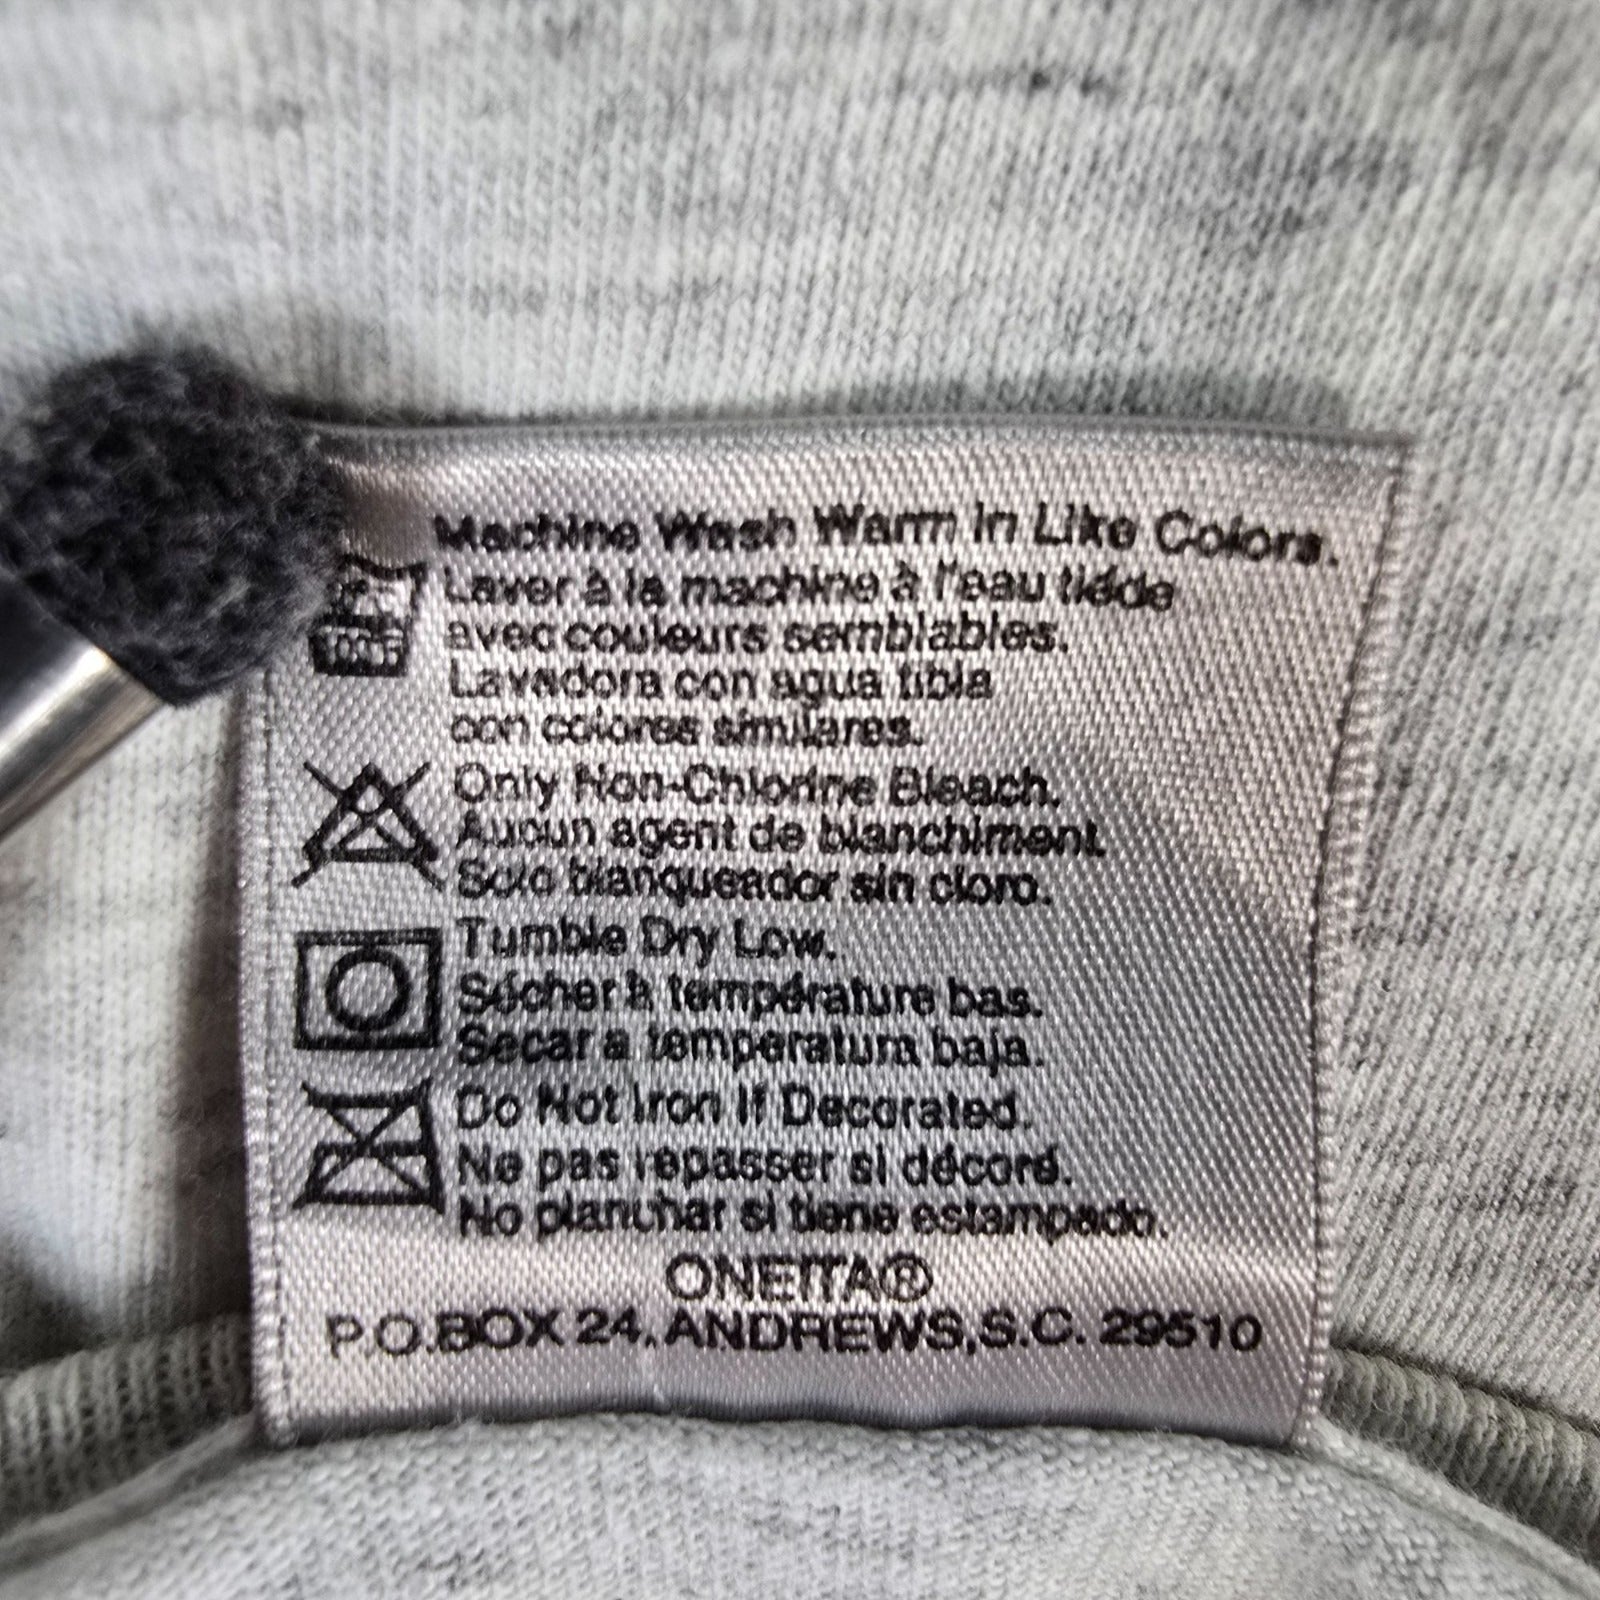 Machine Wash Warm in Like Colors.
Laver à la machine à l'eau tiéde
avec couleurs semblables.
Lavadora con agua tibia
con colores similares.
Only Non-Chlorine Bleach.
Aucun agent de blanchiment
Solo blanqueador sin cloro.
Tumble Dry Low.
Sécher à température bas.
Secar a temperatura baja.
Do Not Iron If Decorated.
Ne pas repasser si décoré.
No planchar si tiene estampado.
ONEITA®
P.O. BOX 24, ANDREWS, S.C. 29510